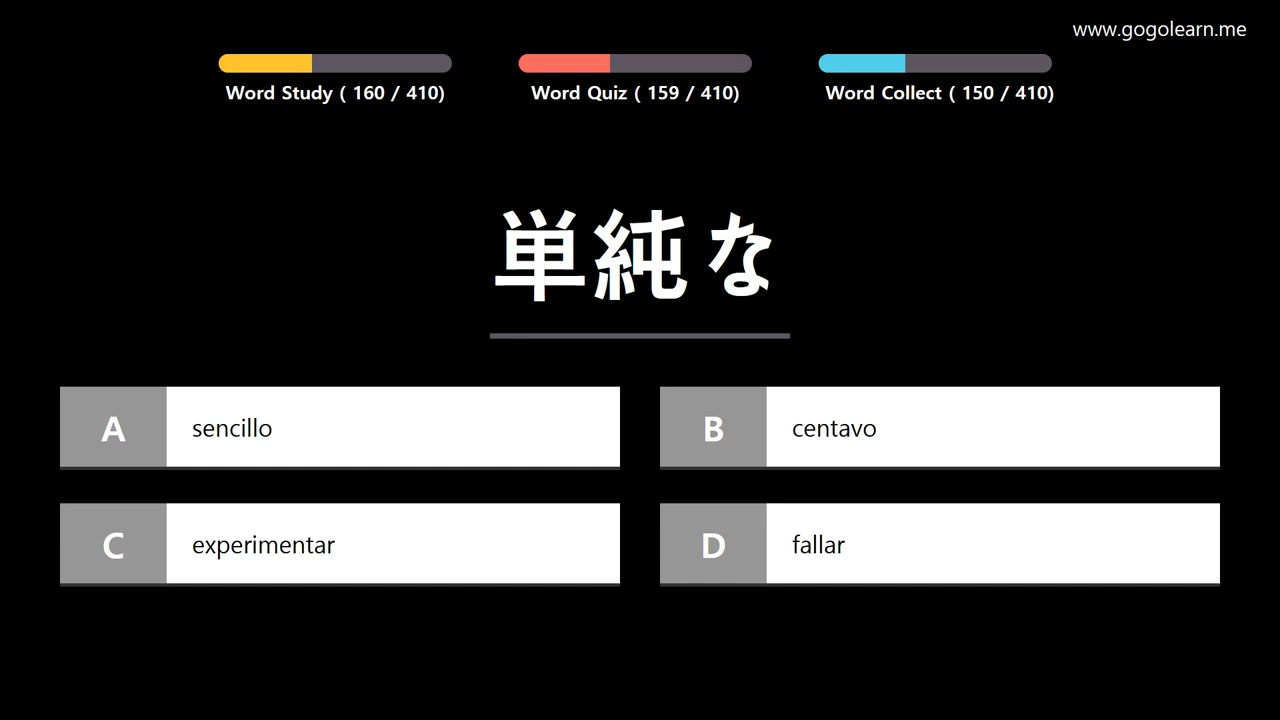 www.gogolearn.me
Word Study ( 160 / 410)
Word Quiz ( 159 / 410)
Word Collect ( 150 / 410)
単純な
A sencillo
B centavo
C experimentar
D fallar